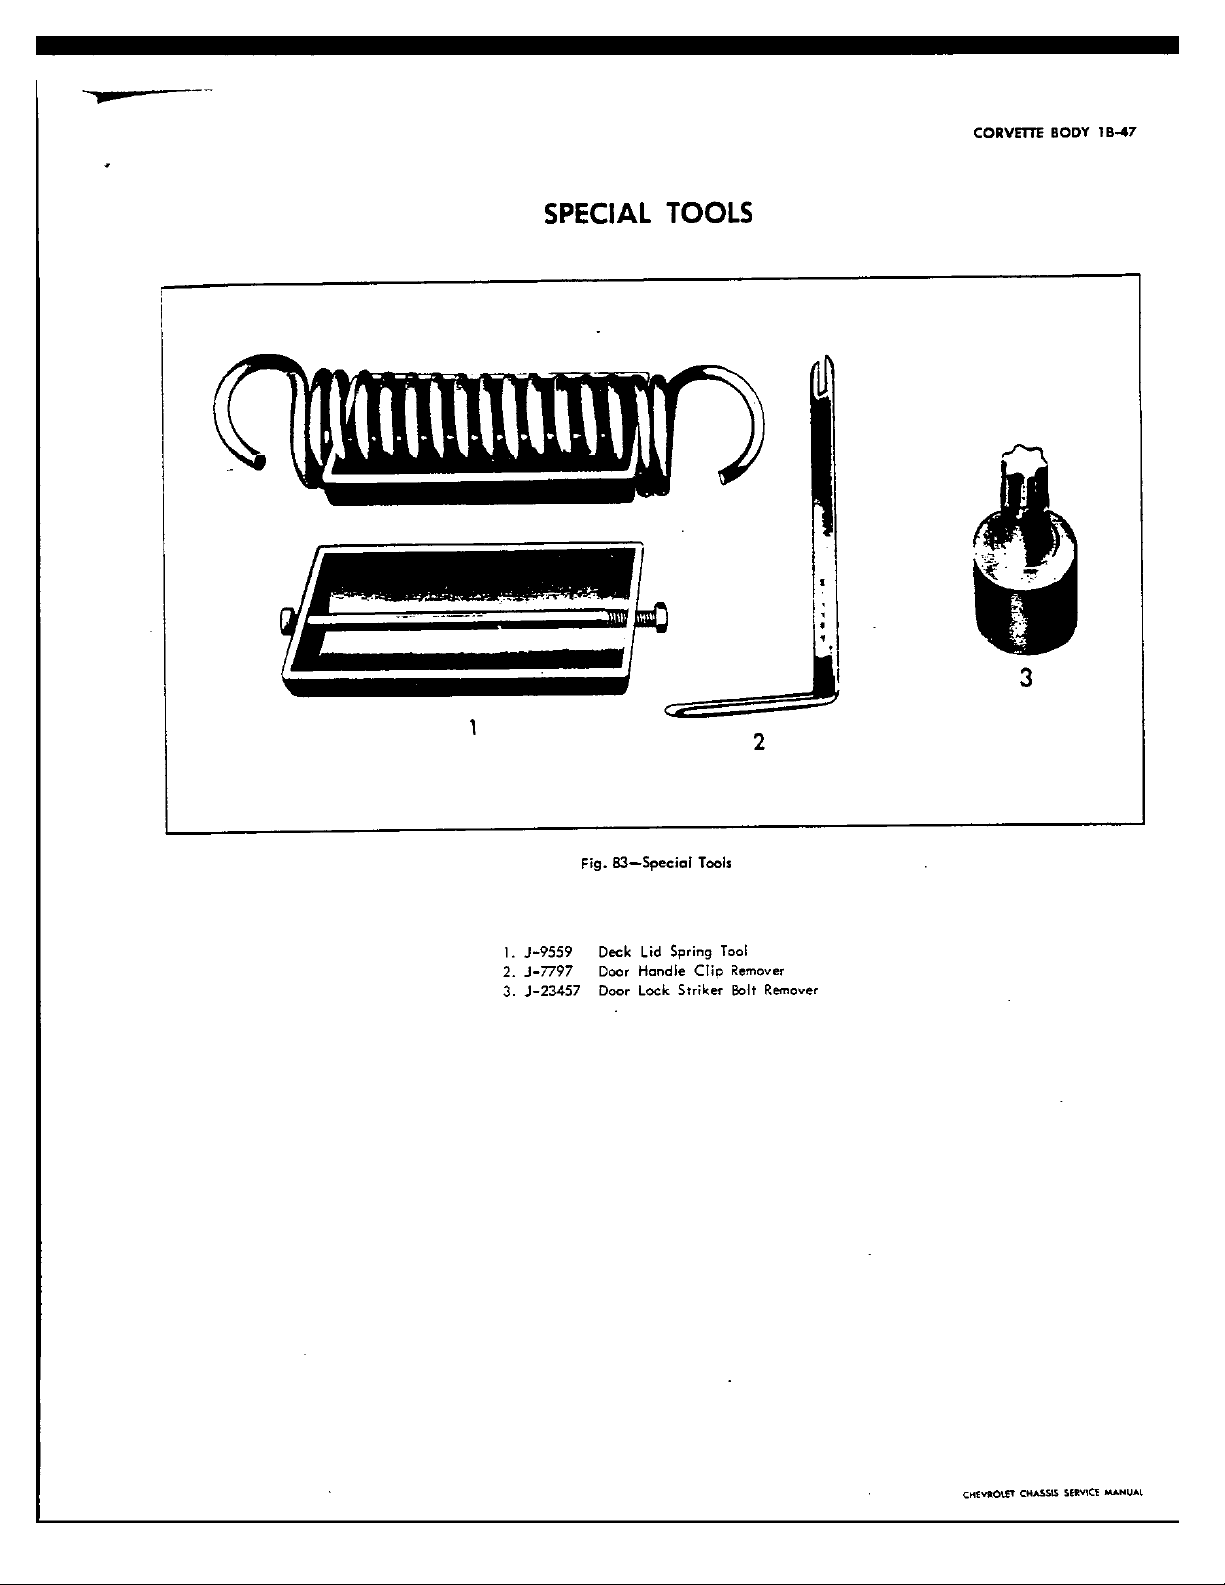 CORVETTE BODY 1B-47
SPECIAL TOOLS
1
2
3
Fig. 83—Special Tools
1. J-9559 Deck Lid Spring Tool
2. J-7797 Door Handle Clip Remover
3. J-23457 Door Lock Striker Bolt Remover
CHEVROLET CHASSIS SERVICE MANUAL